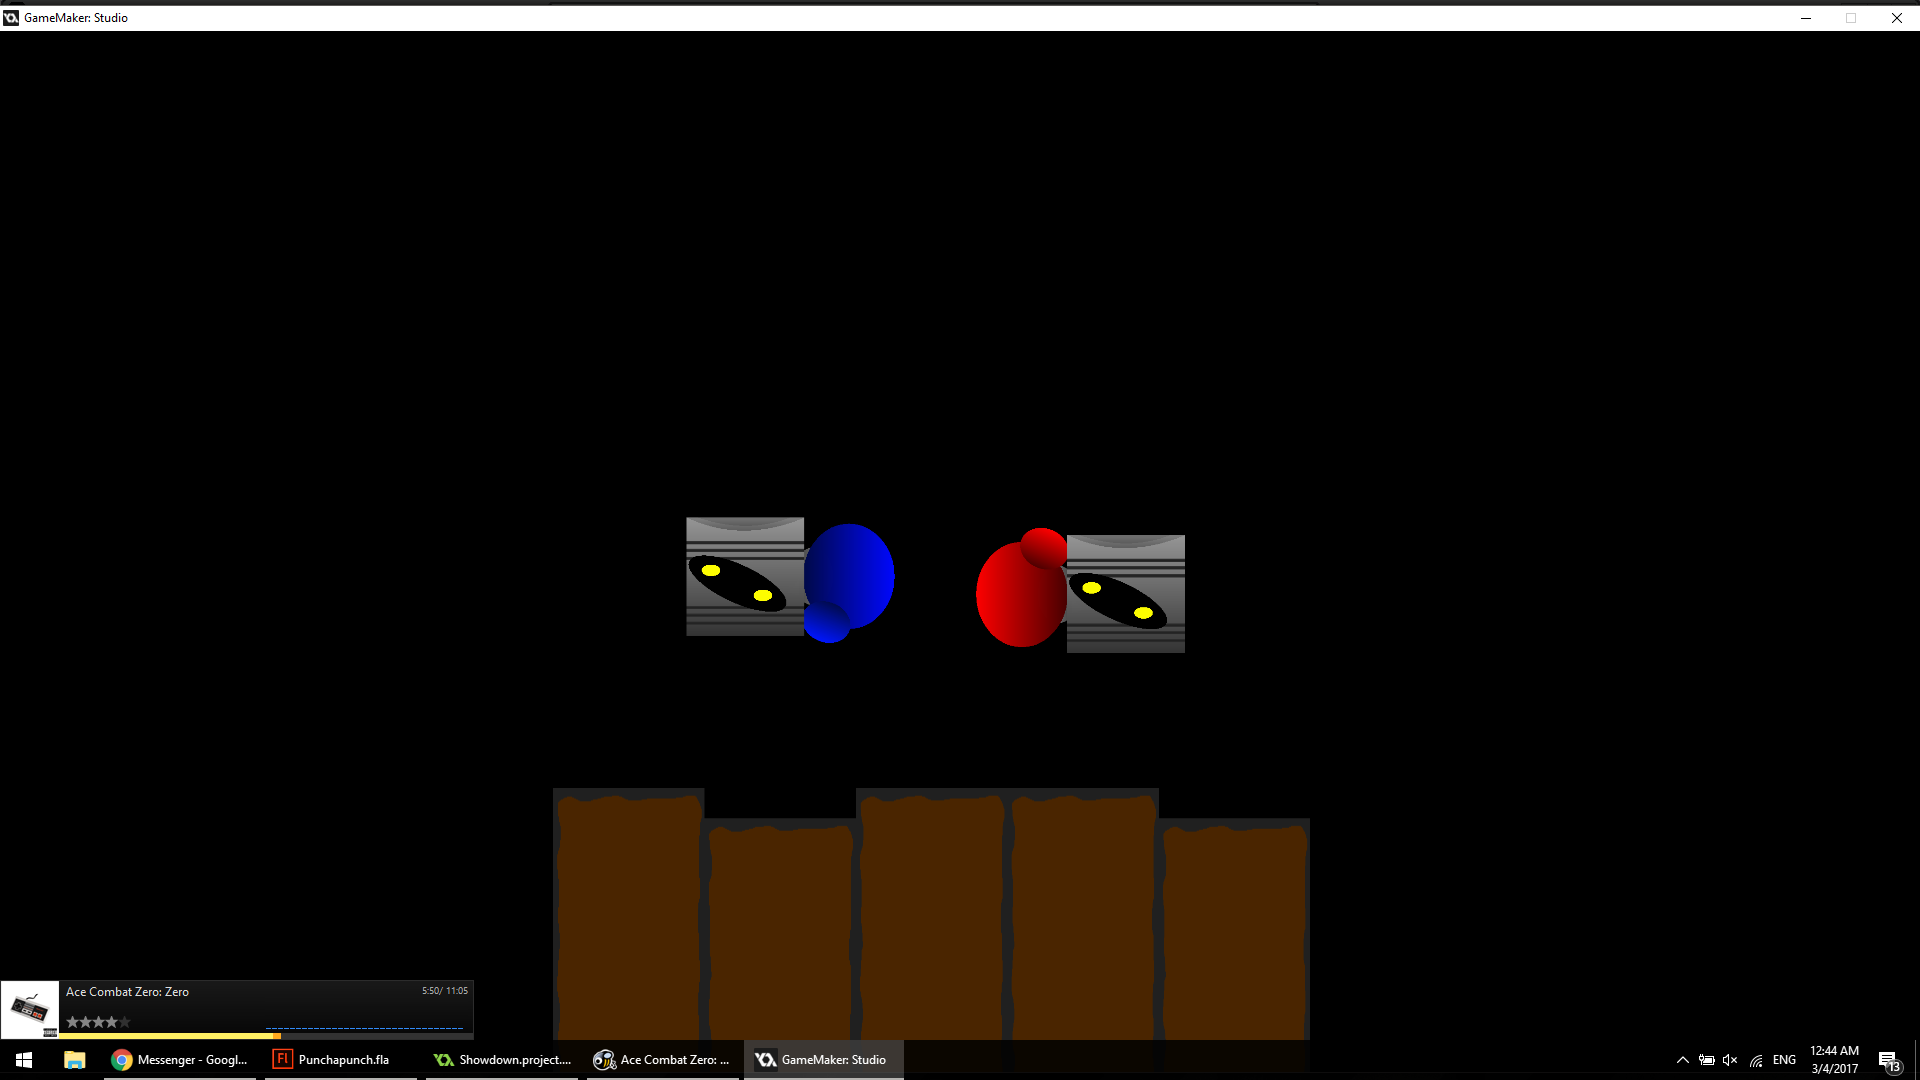 GameMaker: Studio
Ace Combat Zero: Zero
5:50/ 11:05
Messenger - Googl...
Fl
Punchapunch.fla
Showdown.project....
Ace Combat Zero: ...
GameMaker: Studio
ENG
12:44 AM
3/4/2017
13